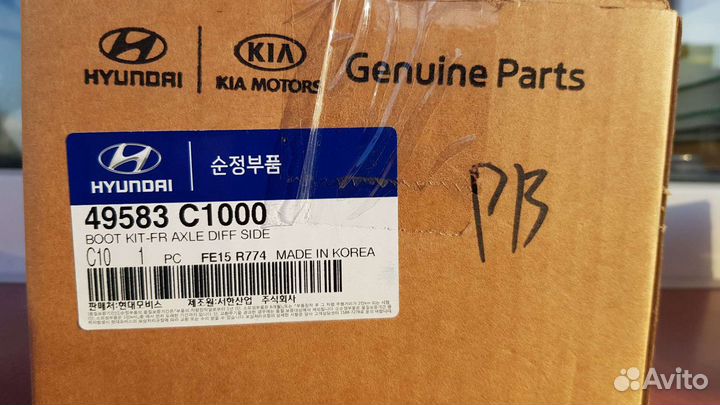 HYUNDAI KIA MOTORS Genuine Parts
KIA
HYUNDAI 순정부품
49583 C1000
BOOT KIT-FR AXLE DIFF SIDE
C10 1 PC FE15 R774 MADE IN KOREA
판매처:현대모비스 제조원:서한산업 주식회사
PB
Avito